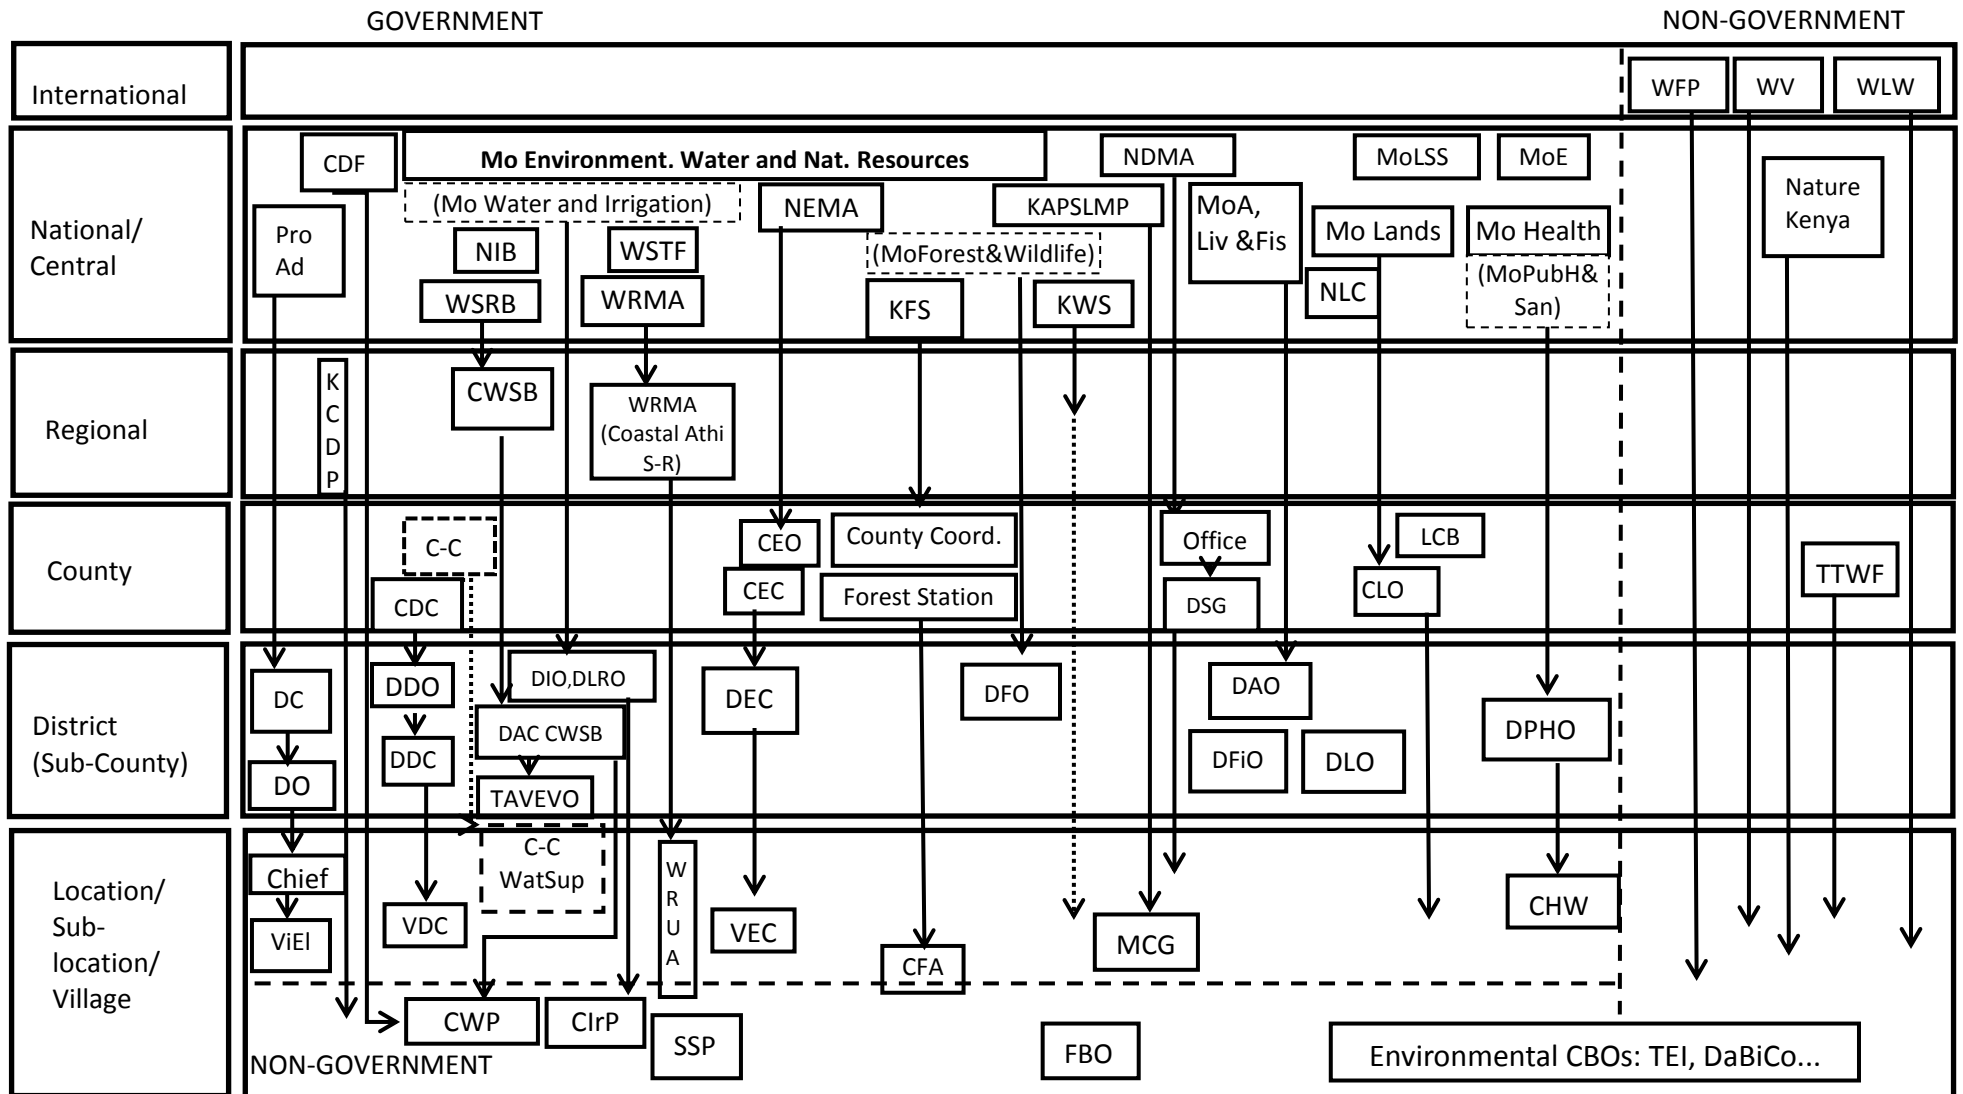 GOVERNMENT
NON-GOVERNMENT
International
WFP
WV
WLW
National/
Central
CDF
Mo Environment. Water and Nat. Resources
NDMA
MoLSS
MoE
(Mo Water and Irrigation)
NEMA
KAPSLMP
MoA,
Liv &Fis
Mo Lands
Mo Health
Nature
Kenya
Pro
Ad
NIB
WSTF
(MoForest&Wildlife)
NLC
(MoPubH&
San)
WSRB
WRMA
KFS
KWS
Regional
K
C
D
P
CWSB
WRMA
(Coastal Athi
S-R)
County
C-C
CEO
County Coord.
Office
LCB
CDC
CEC
Forest Station
DSG
CLO
TTWF
District
(Sub-County)
DC
DDO
DIO,DLRO
DEC
DFO
DAO
DPHO
DO
DDC
DAC CWSB
DFiO
DLO
TAVEVO
Location/
Sub-
location/
Village
Chief
C-C
WatSup
W
R
U
A
CHW
ViEl
VDC
VEC
CFA
MCG
CWP
CIrP
SSP
FBO
Environmental CBOs: TEI, DaBiCo...
NON-GOVERNMENT